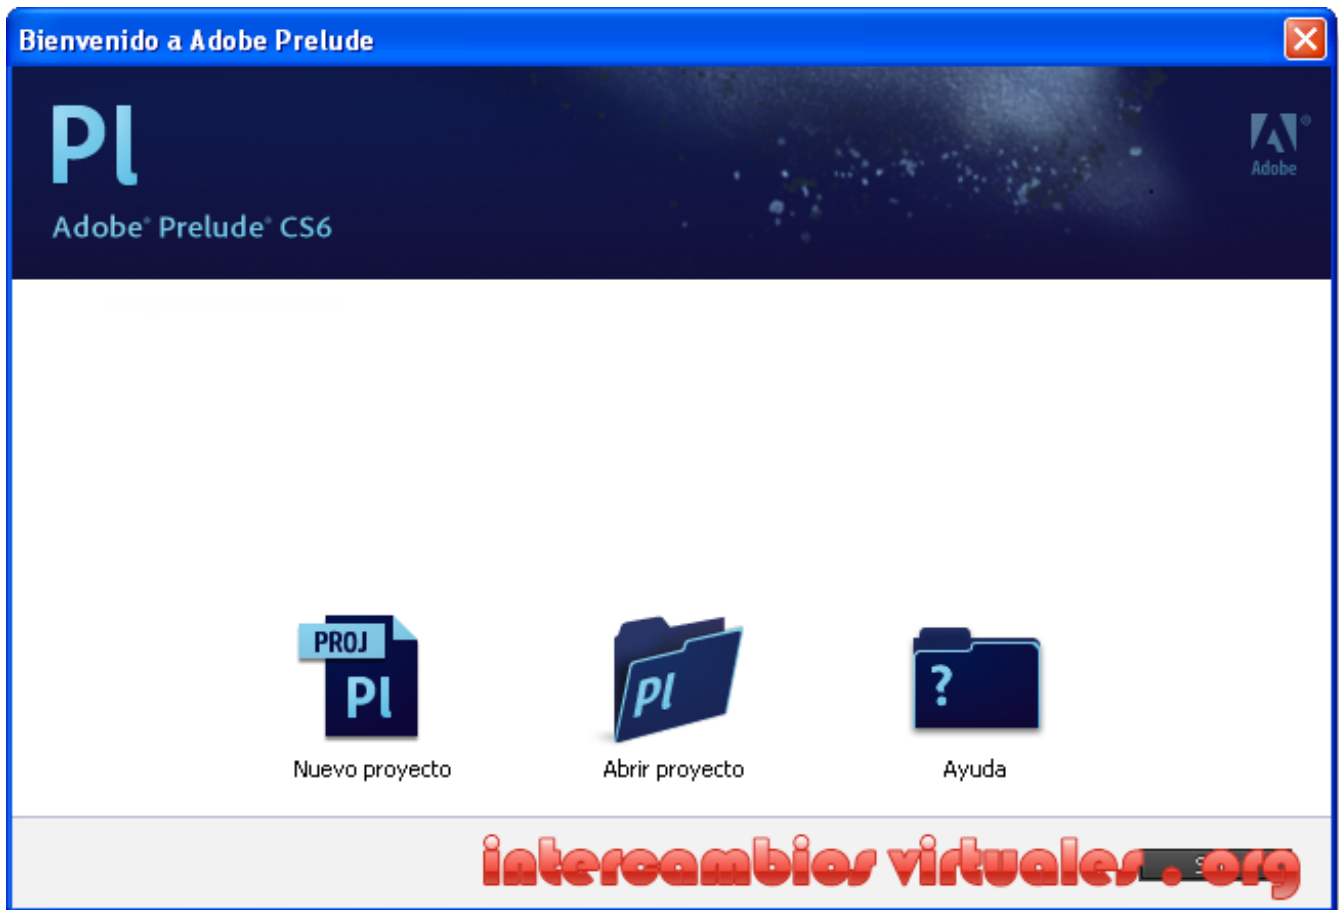 Bienvenido a Adobe Prelude
Pl
Adobe® Prelude® CS6
Adobe®
PROJ
Pl
Pl
?
Nuevo proyecto
Abrir proyecto
Ayuda
intercambios virtuales . org